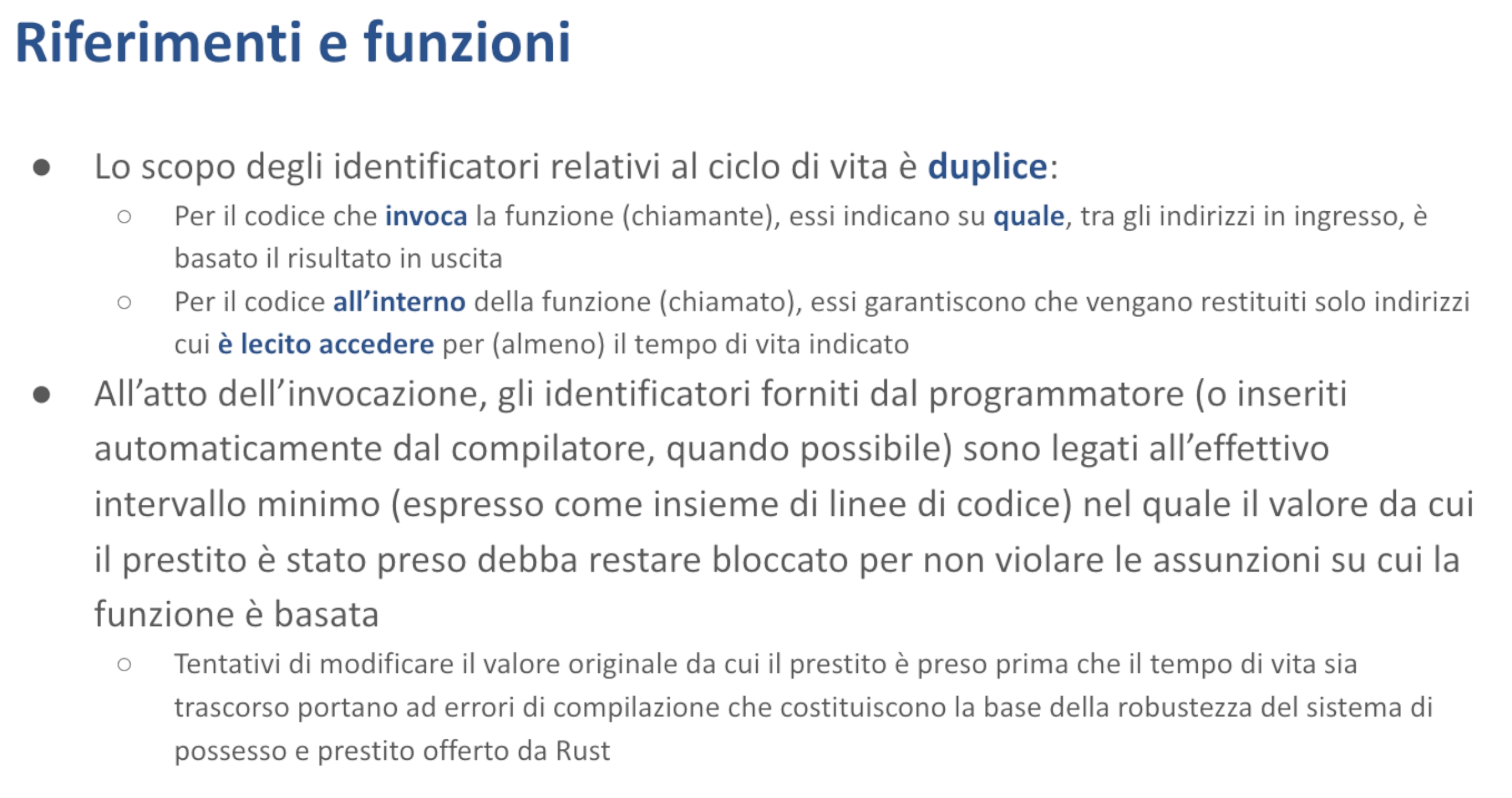 Riferimenti e funzioni
● Lo scopo degli identificatori relativi al ciclo di vita è duplice:
○ Per il codice che invoca la funzione (chiamante), essi indicano su quale, tra gli indirizzi in ingresso, è
basato il risultato in uscita
○ Per il codice all’interno della funzione (chiamato), essi garantiscono che vengano restituiti solo indirizzi
cui è lecito accedere per (almeno) il tempo di vita indicato
● All’atto dell’invocazione, gli identificatori forniti dal programmatore (o inseriti
automaticamente dal compilatore, quando possibile) sono legati all’effettivo
intervallo minimo (espresso come insieme di linee di codice) nel quale il valore da cui
il prestito è stato preso debba restare bloccato per non violare le assunzioni su cui la
funzione è basata
○ Tentativi di modificare il valore originale da cui il prestito è preso prima che il tempo di vita sia
trascorso portano ad errori di compilazione che costituiscono la base della robustezza del sistema di
possesso e prestito offerto da Rust